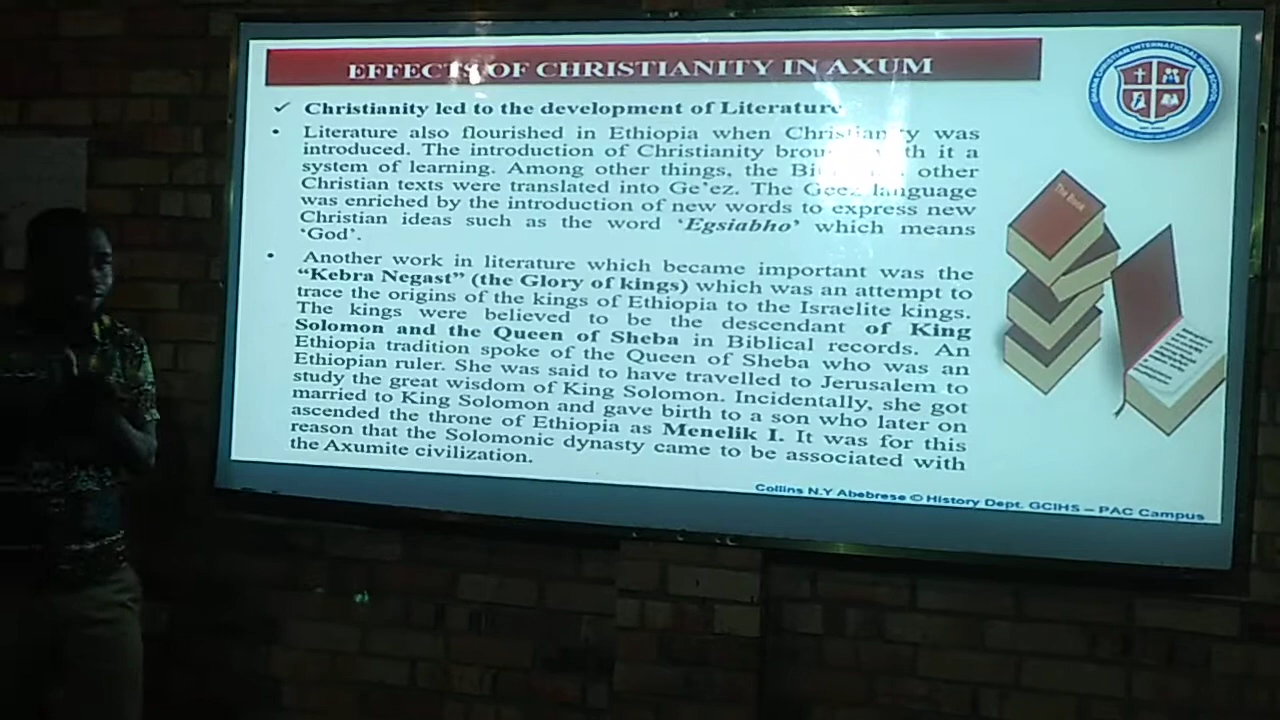 EFFECTS OF CHRISTIANITY IN AXUM
✓ Christianity led to the development of Literature
• Literature also flourished in Ethiopia when Christianity was
introduced. The introduction of Christianity it a
system of learning. Among other things, the other
Christian texts were translated into Ge'ez. The Geez language
was enriched by the introduction of new words to express new
Christian ideas such as the word 'Egsiabho' which means
'God'.
• Another work in literature which became important was the
"Kebra Negast" (the Glory of kings) which was an attempt to
trace the origins of the kings of Ethiopia to the Israelite kings.
The kings were believed to be the descendant of King
Solomon and the Queen of Sheba in Biblical records. An
Ethiopia tradition spoke of the Queen of Sheba who was an
Ethiopian ruler. She was said to have travelled to Jerusalem to
study the great wisdom of King Solomon. Incidentally, she got
married to King Solomon and gave birth to a son who later on
ascended the throne of Ethiopia as Menelik I. It was for this
reason that the Solomonic dynasty came to be associated with
the Axumite civilization.
GHANA CHRISTIAN INTERNATIONAL HIGH SCHOOL
The Book
Collins N.Y Abebrese © History Dept. GCIHS – PAC Campus